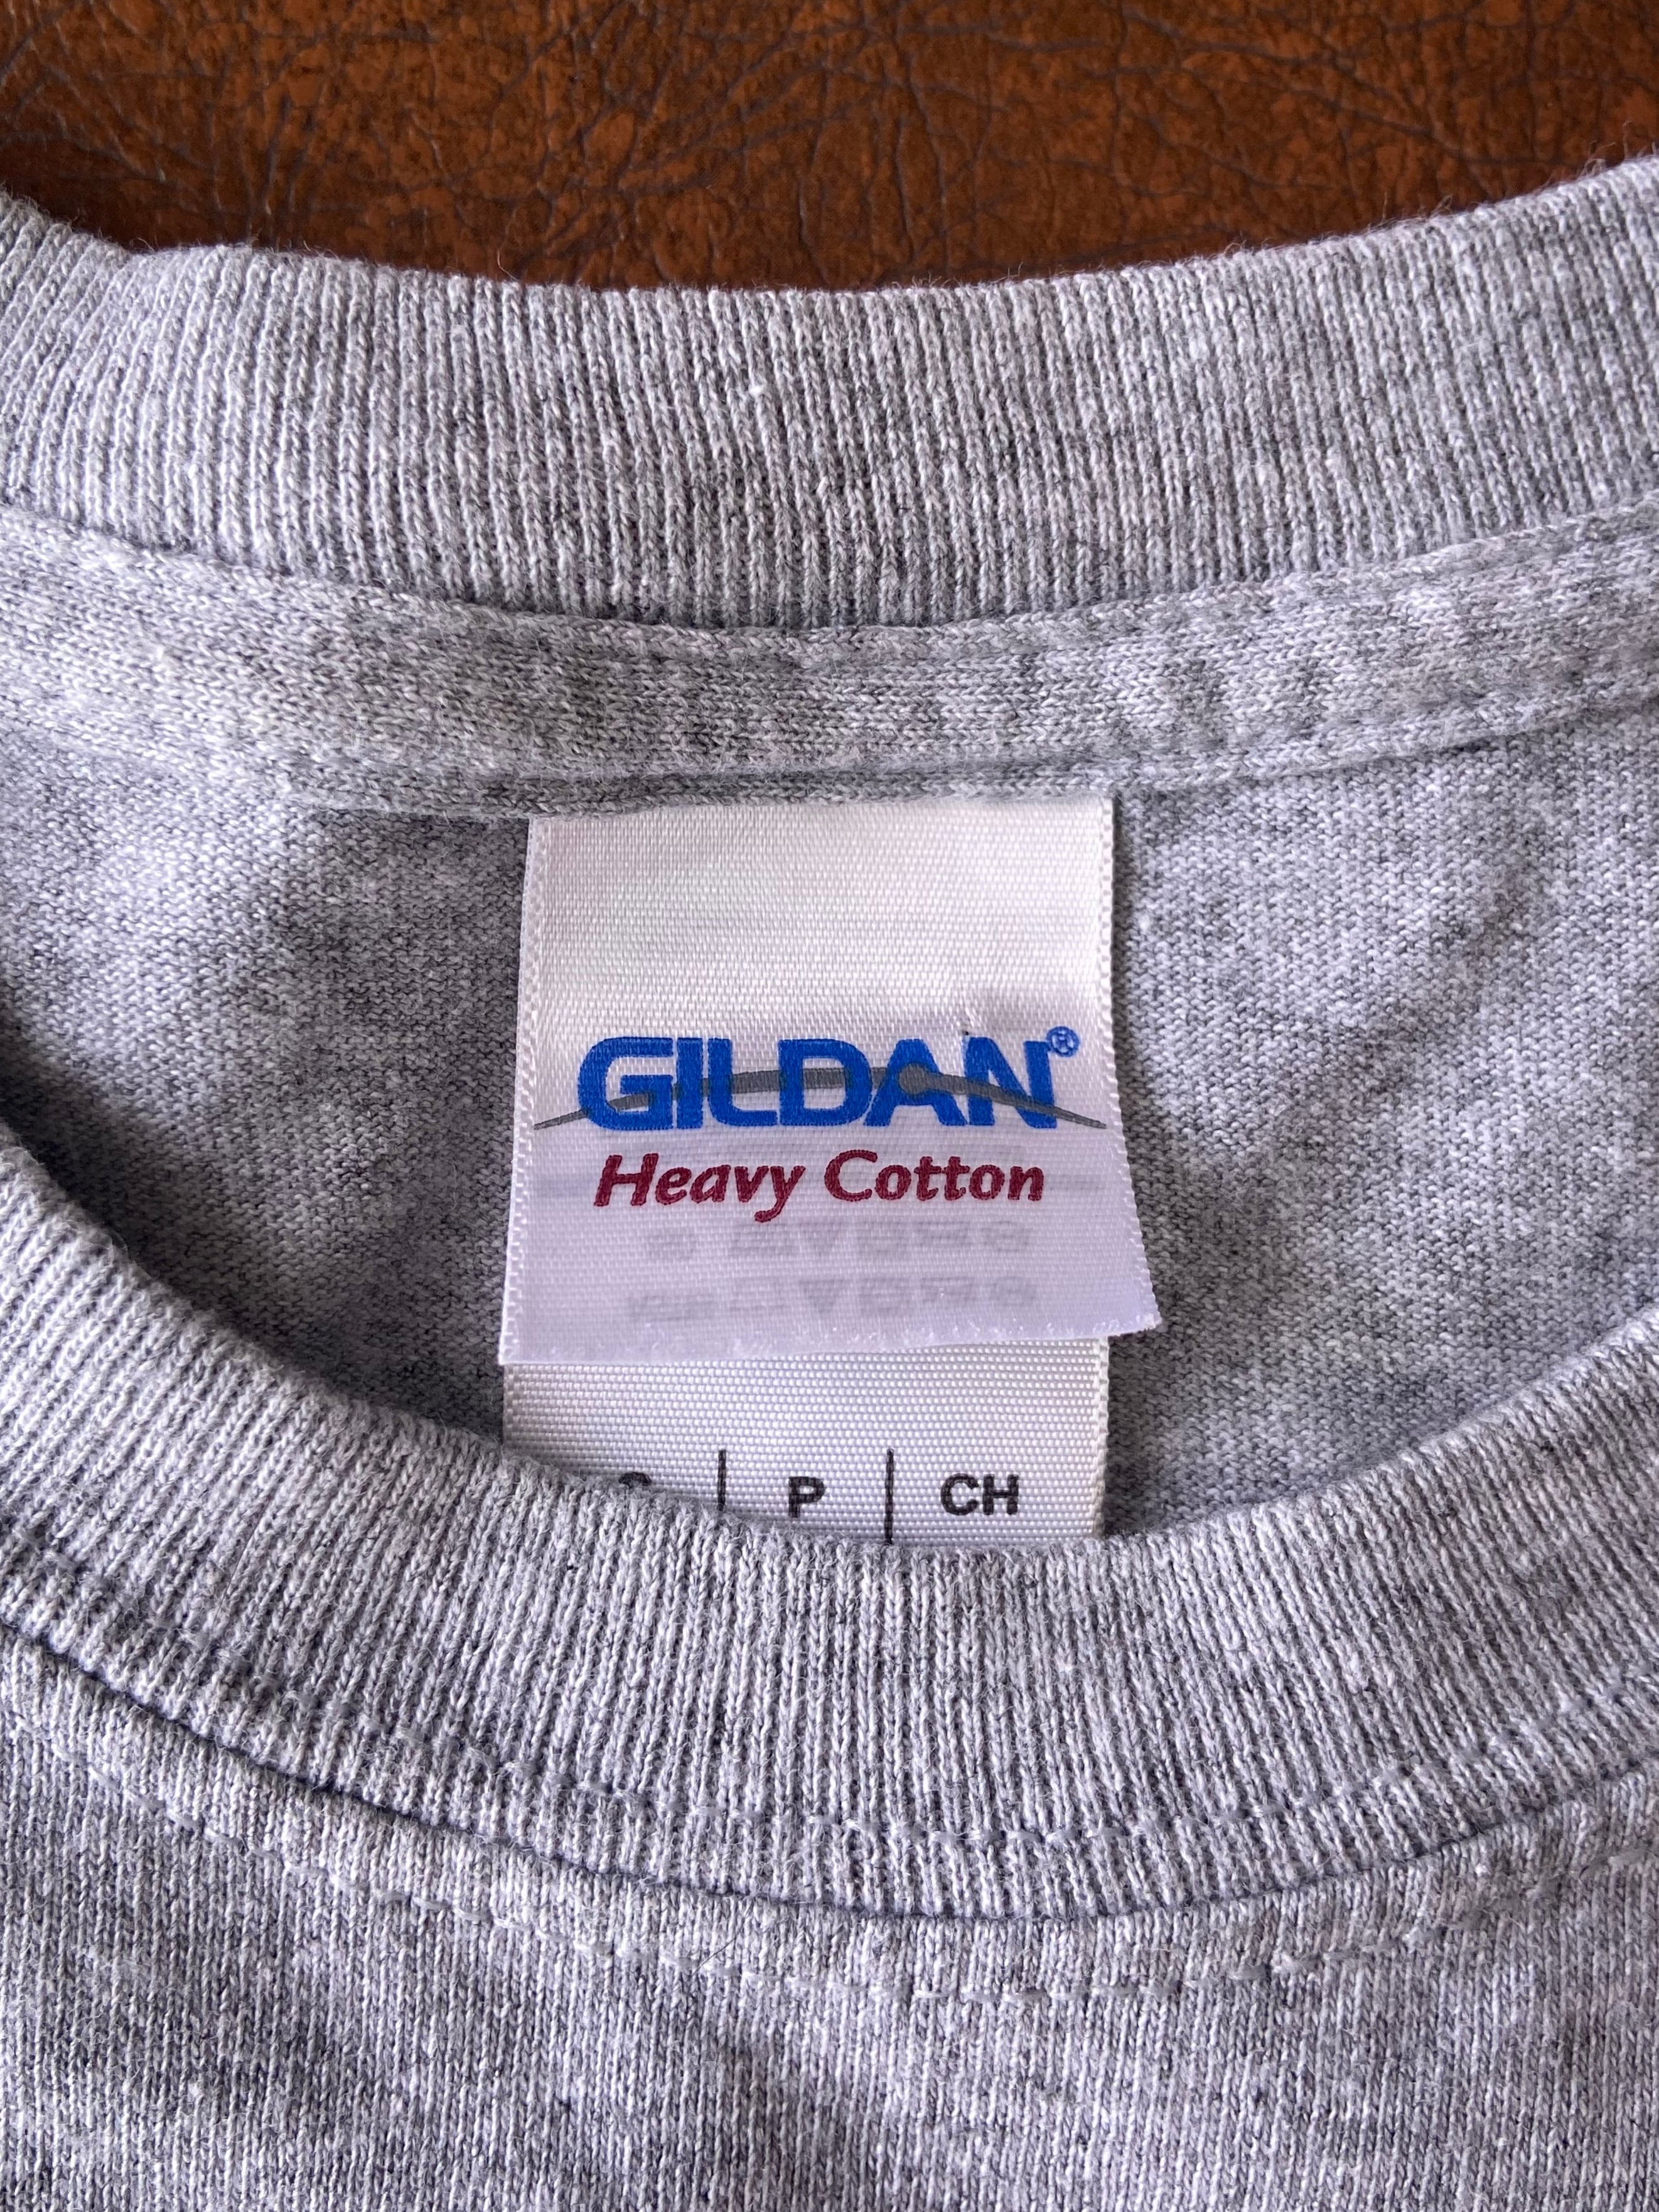 GILDAN®
Heavy Cotton
P | CH